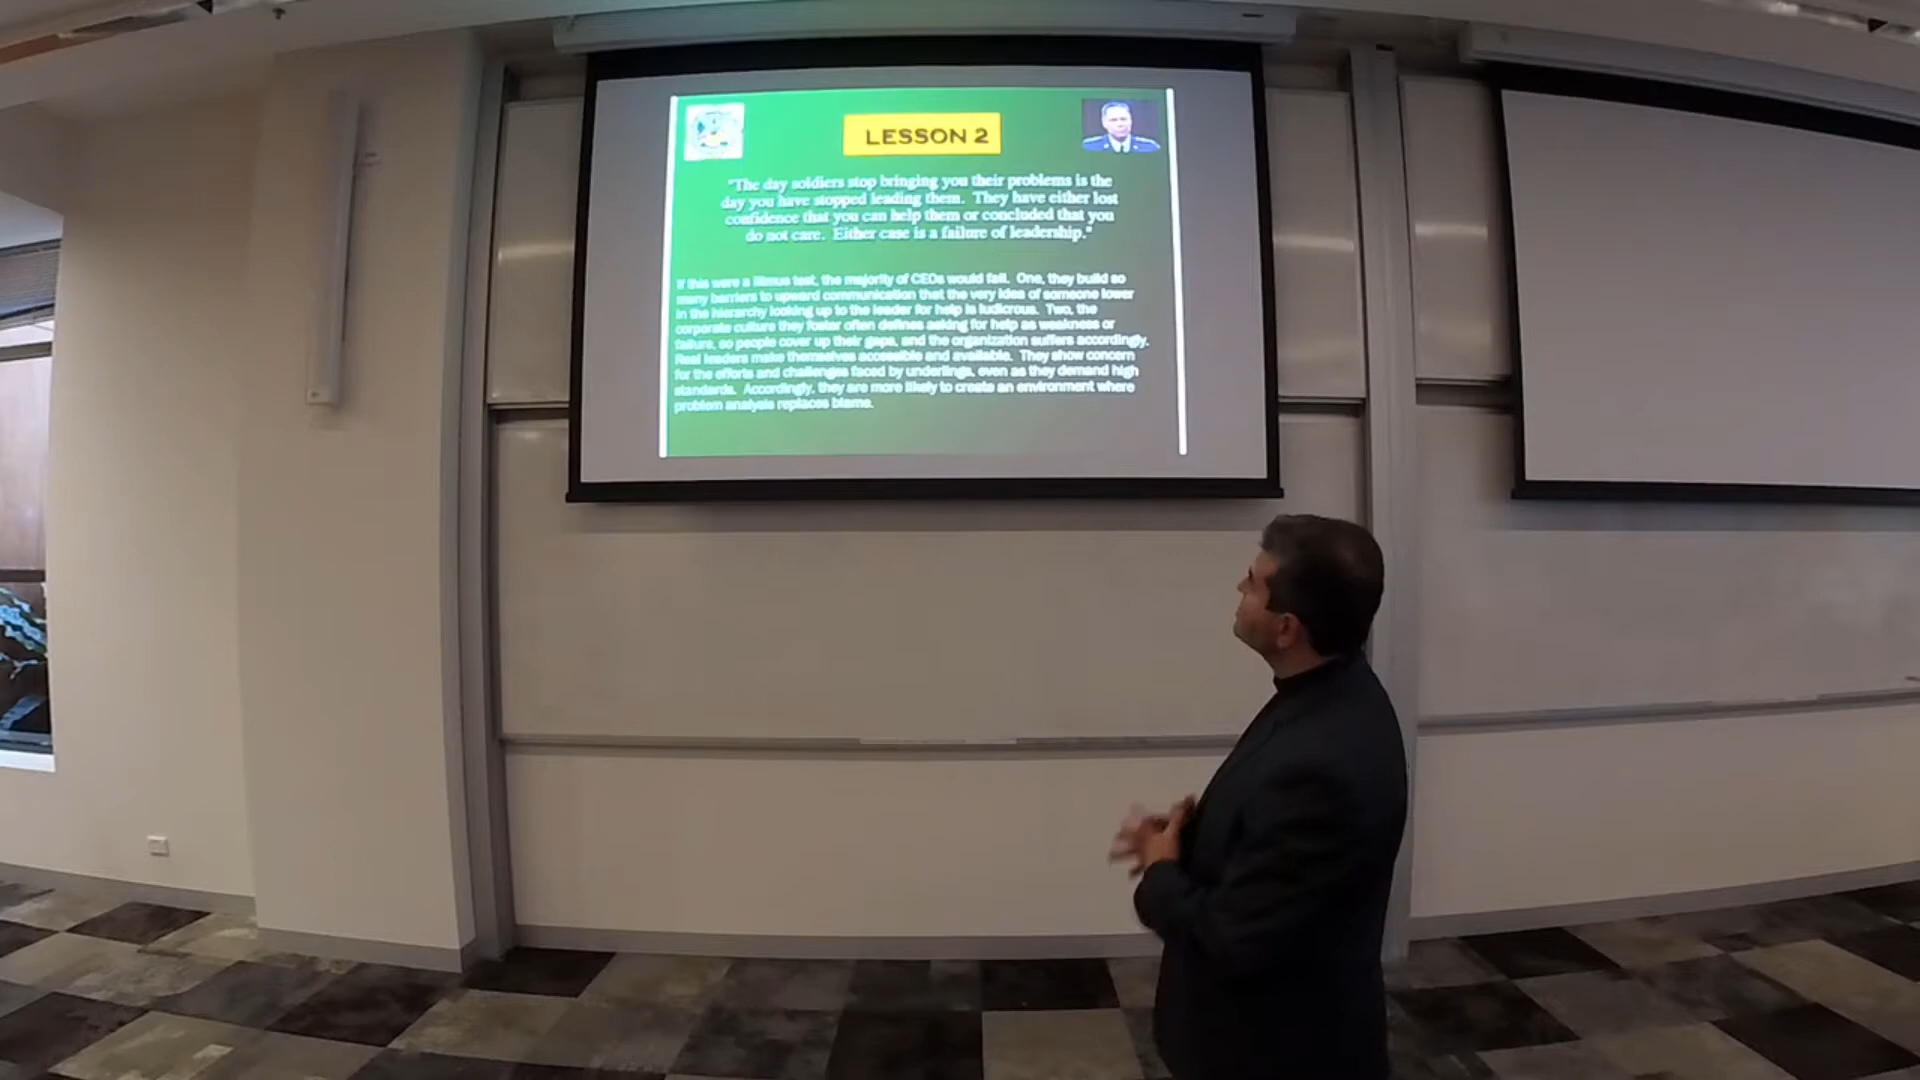 LESSON 2
"The day soldiers stop bringing you their problems is the
day you have stopped leading them. They have either lost
confidence that you can help them or concluded that you
do not care. Either case is a failure of leadership."
If this were a litmus test, the majority of CEOs would fail. One, they build so
many barriers to upward communication that the very idea of someone lower
in the hierarchy looking up to the leader for help is ludicrous. Two, the
corporate culture they foster often defines asking for help as weakness or
failure, so people cover up their gaps, and the organization suffers accordingly.
Real leaders make themselves accessible and available. They show concern
for the efforts and challenges faced by underlings, even as they demand high
standards. Accordingly, they are more likely to create an environment where
problem analysis replaces blame.